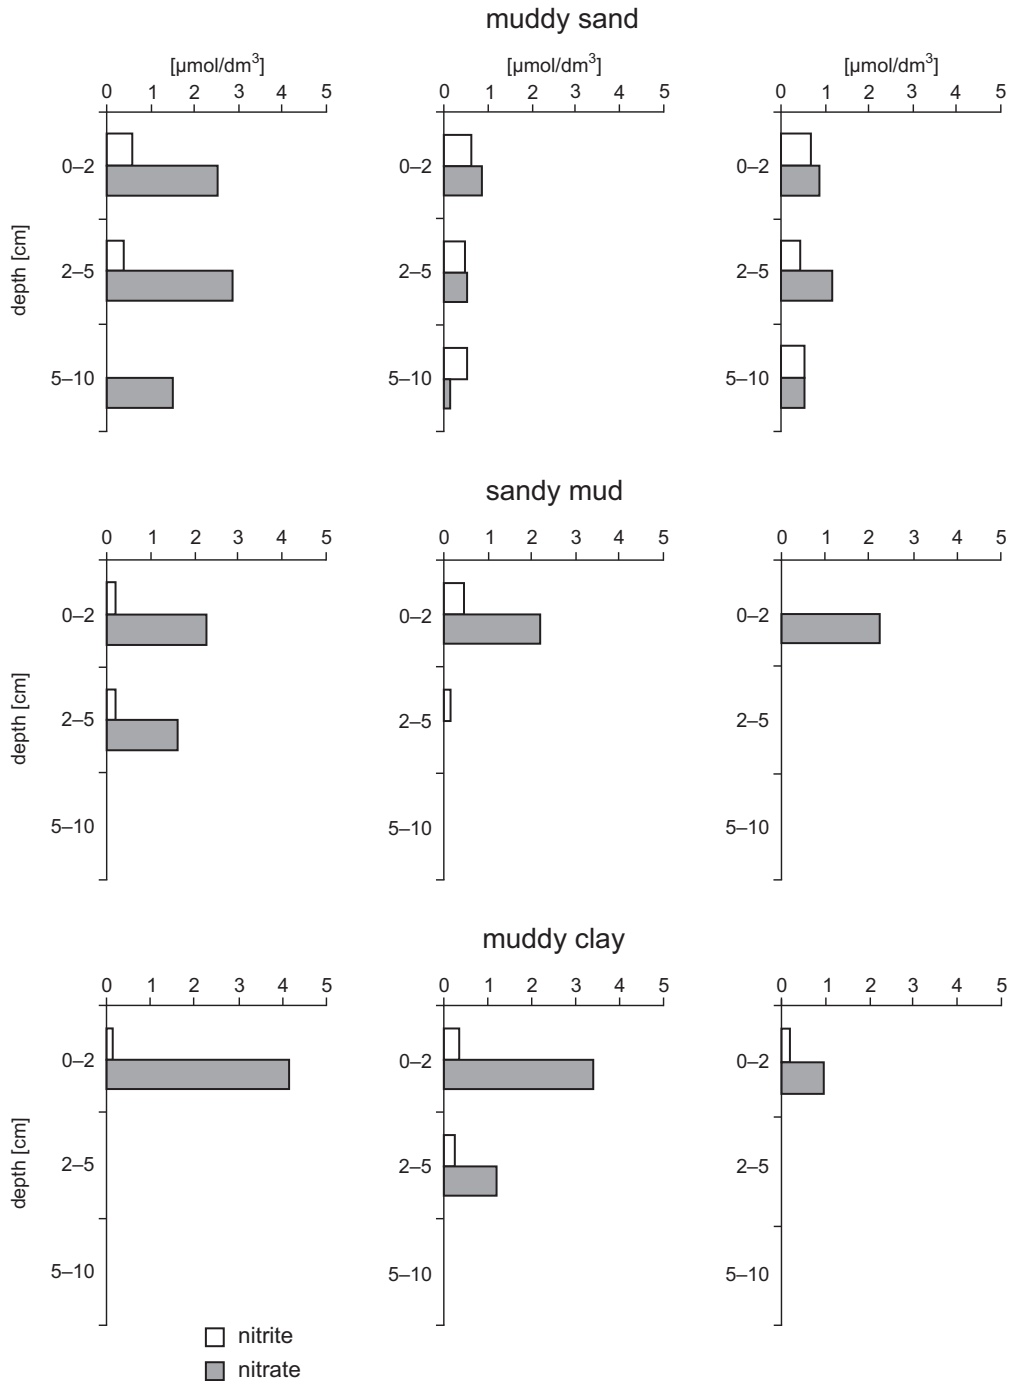 muddy sand
[µmol/dm³] [µmol/dm³] [µmol/dm³]
0 1 2 3 4 5 0 1 2 3 4 5 0 1 2 3 4 5
0–2 0–2 0–2
depth [cm]
2–5 2–5 2–5
5–10 5–10 5–10
sandy mud
0 1 2 3 4 5 0 1 2 3 4 5 0 1 2 3 4 5
0–2 0–2 0–2
depth [cm]
2–5 2–5 2–5
5–10 5–10 5–10
muddy clay
0 1 2 3 4 5 0 1 2 3 4 5 0 1 2 3 4 5
0–2 0–2 0–2
depth [cm]
2–5 2–5 2–5
5–10 5–10 5–10
nitrite
nitrate